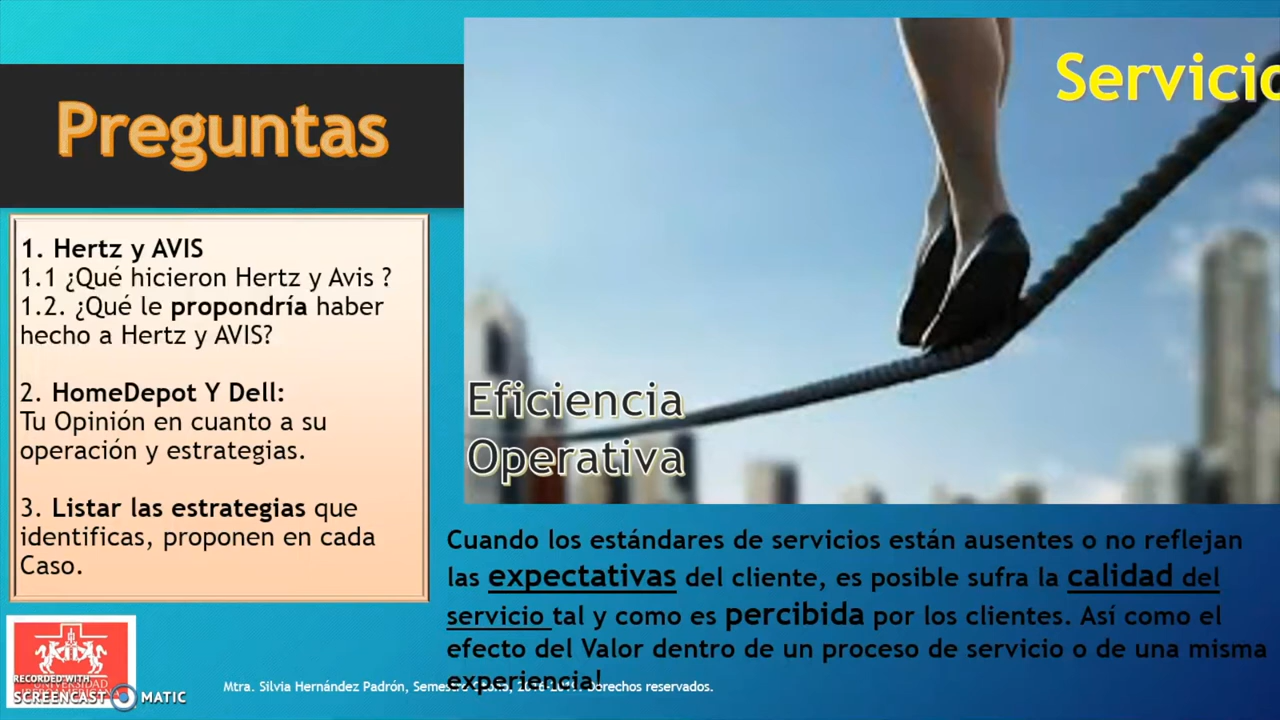 Preguntas
1. Hertz y AVIS
1.1 ¿Qué hicieron Hertz y Avis ?
1.2. ¿Qué le propondría haber
hecho a Hertz y AVIS?
2. HomeDepot Y Dell:
Tu Opinión en cuanto a su
operación y estrategias.
3. Listar las estrategias que
identificas, proponen en cada
Caso.
Servicio
Eficiencia
Operativa
Cuando los estándares de servicios están ausentes o no reflejan
las expectativas del cliente, es posible sufra la calidad del
servicio tal y como es percibida por los clientes. Así como el
efecto del Valor dentro de un proceso de servicio o de una misma
experiencia!
Mtra. Silvia Hernández Padrón, Derechos reservados.
UNIVERSIDAD
RECORDED WITH
SCREENCAST MATIC